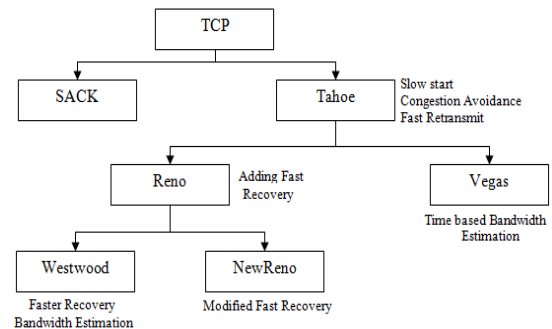 TCP
SACK
Tahoe
Slow start
Congestion Avoidance
Fast Retransmit
Reno
Adding Fast
Recovery
Vegas
Time based Bandwidth
Estimation
Westwood
Faster Recovery
Bandwidth Estimation
NewReno
Modified Fast Recovery